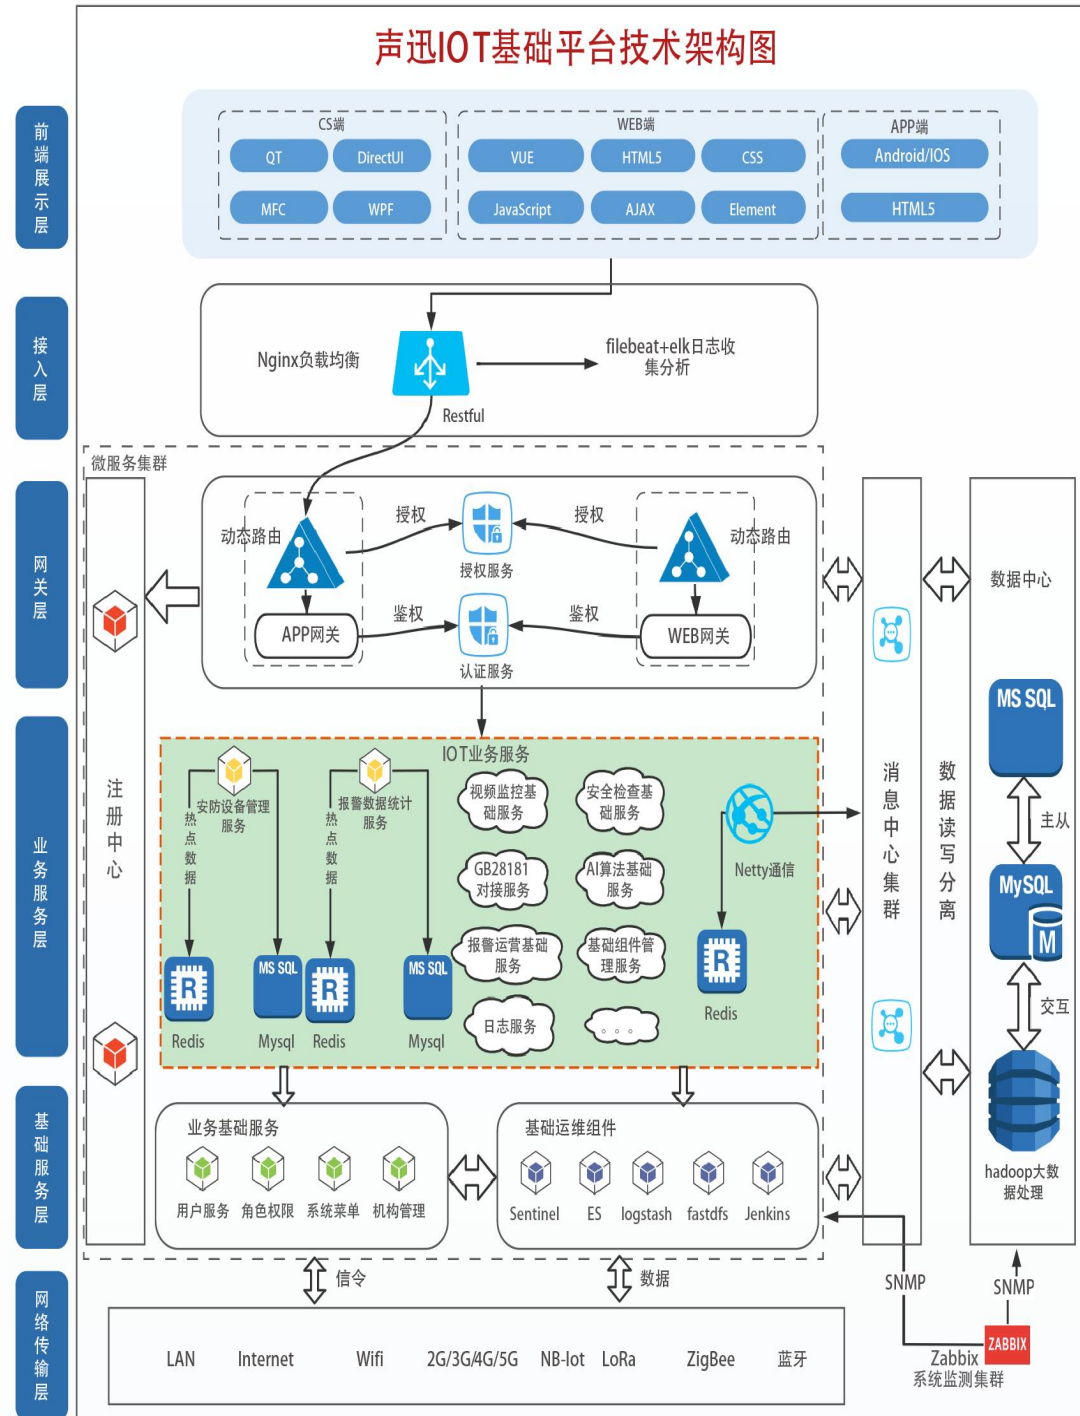 声迅IOT基础平台技术架构图
前端展示层
CS端
WEB端
APP端
QT
DirectUI
VUE
HTML5
CSS
Android/IOS
MFC
WPF
JavaScript
AJAX
Element
HTML5
接入层
Nginx负载均衡
filebeat+elk日志收
集分析
Restful
微服务集群
网关层
动态路由
授权
授权
动态路由
授权服务
数据中心
APP网关
鉴权
鉴权
WEB网关
认证服务
MS SQL
业务服务层
注册中心
IOT业务服务
安防设备管理
服务
报警数据统计
服务
热点数据
热点数据
视频监控基
础服务
安全检查基
础服务
GB28181
对接服务
AI算法基础
服务
报警运营基础
服务
基础组件管
理服务
日志服务
。。。
Netty通信
消息中心集群
数据读写分离
主从
MySQL
M
交互
R
MS SQL
R
MS SQL
R
Redis
Mysql
Redis
Mysql
Redis
hadoop大数
据处理
基础服务层
业务基础服务
用户服务
角色权限
系统菜单
机构管理
基础运维组件
Sentinel
ES
logstash
fastdfs
Jenkins
信令
数据
SNMP
SNMP
网络传输层
LAN
Internet
Wifi
2G/3G/4G/5G
NB-Iot
LoRa
ZigBee
蓝牙
ZABBIX
Zabbix
系统监测集群